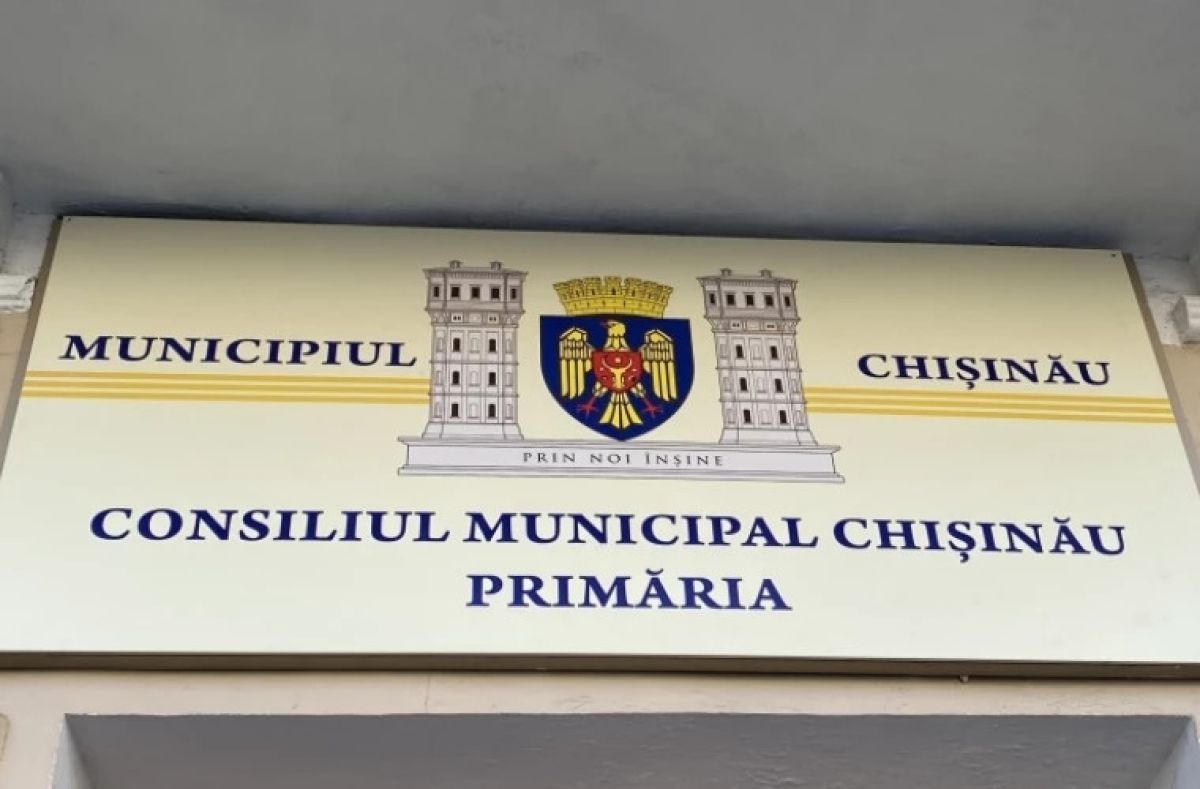 MUNICIPIUL CHIȘINĂU
PRIN NOI ÎNȘINE
CONSILIUL MUNICIPAL CHIȘINĂU
PRIMĂRIA